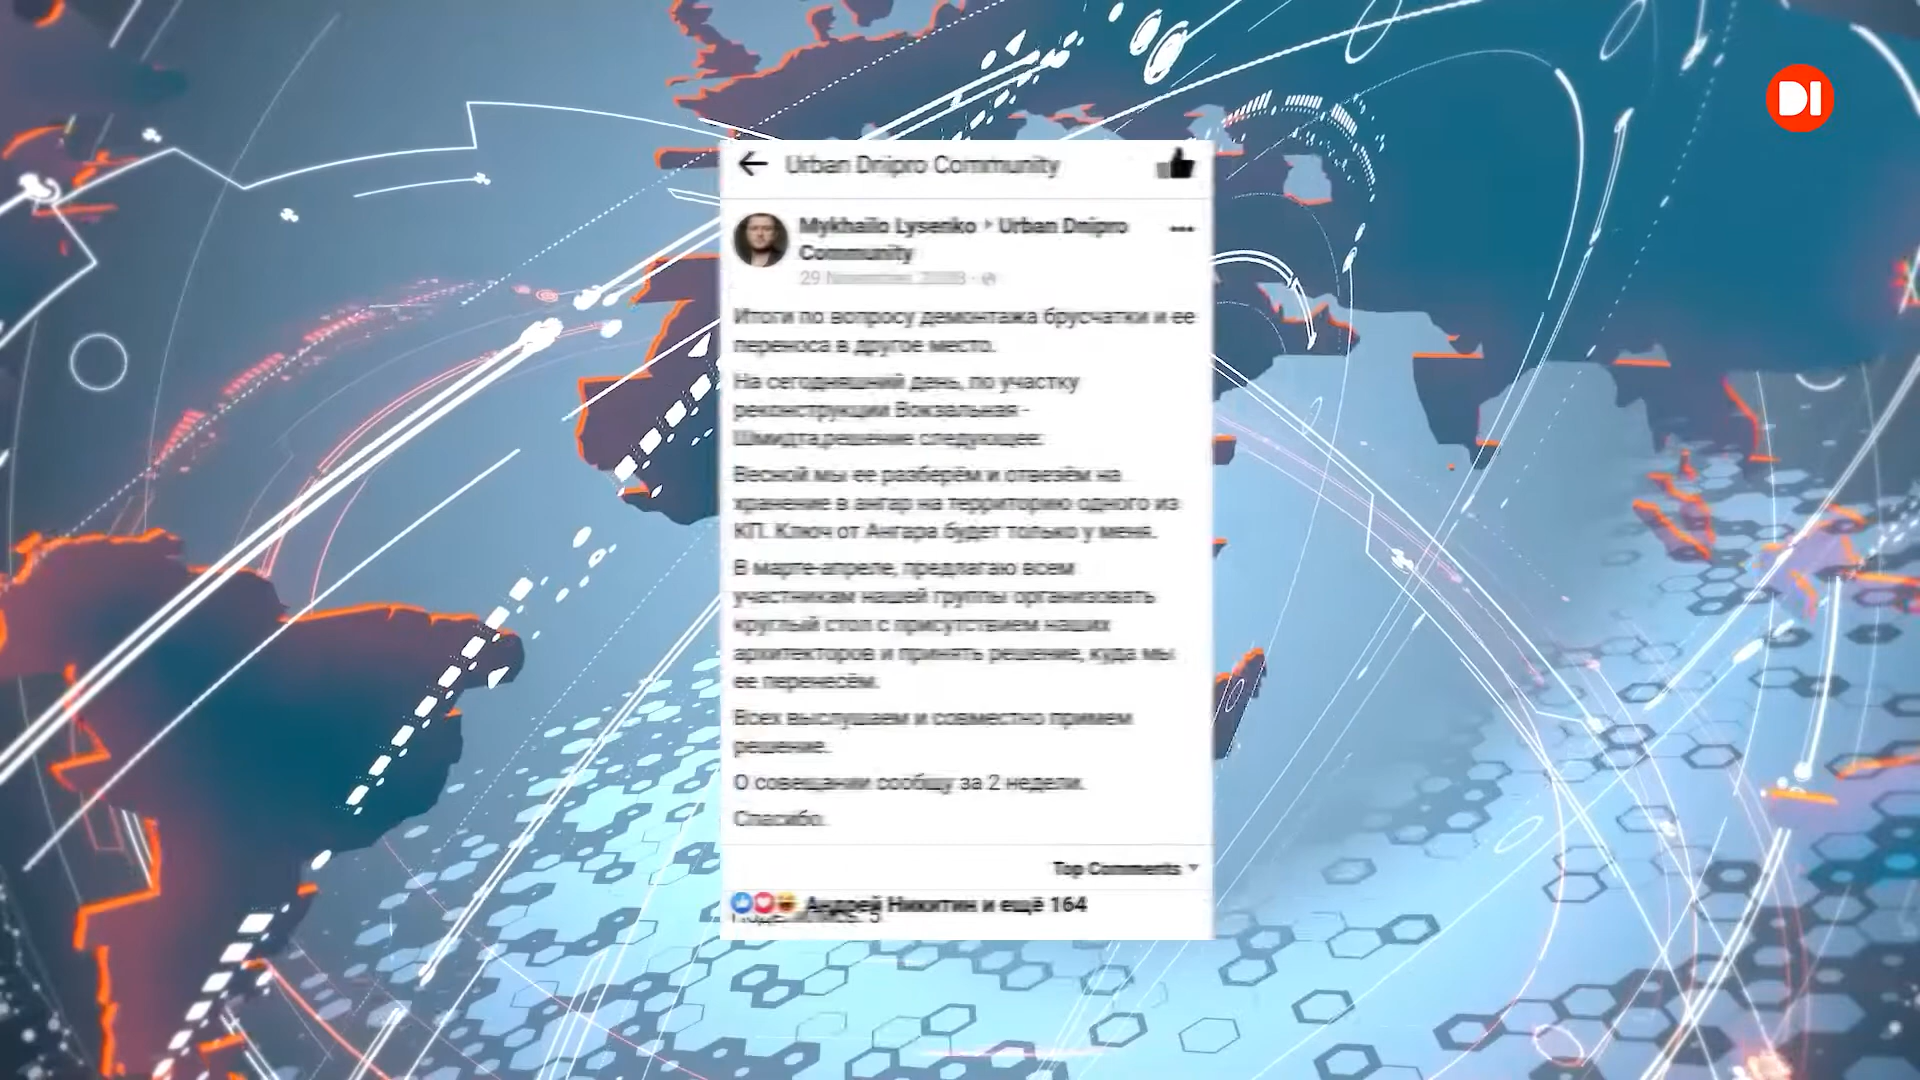 DI
Urban Dnipro Community
Mykhailo Lysenko ▸ Urban Dnipro
Community
29
Итоги по вопросу демонтажа брусчатки и ее
переноса в другое место.
На сегодняшний день, по участку
реконструкции Вокзальная -
Шмидта,решение следующее:
Весной мы ее разберём и отвезём на
хранение в ангар на территорию одного из
КП. Ключ от Ангара будет только у меня.
В марте-апреле, предлагаю всем
участникам нашей группы организовать
круглый стол с присутствием наших
архитекторов и принять решение, куда мы
ее перенесём.
Всех выслушаем и совместно примем
решение.
О совещании сообщу за 2 недели.
Спасибо.
Top Comments
Андрей Никитин и ещё 164